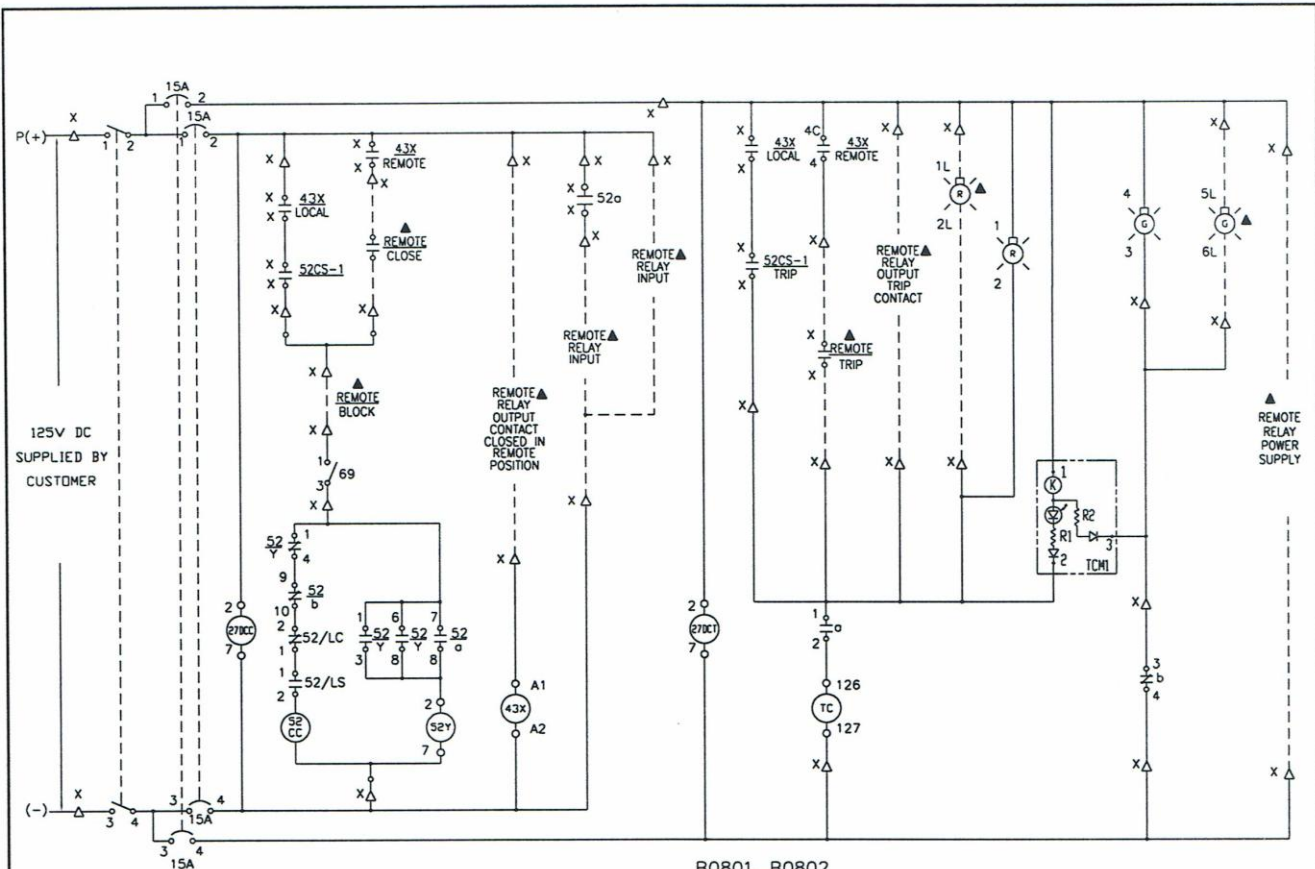 15A
1 2
X
15A
X
P(+)
1 2
1 2
X
43X
REMOTE
X
X
X
X
X
X
43X
LOCAL
4C
X
43X
REMOTE
4
X
X
1L
R
2L
X
5L
G
6L
X
4
G
3
X
X
43X
LOCAL
X
X
52a
X
X
REMOTE
CLOSE
X
52CS-1
X
X
X
REMOTE
RELAY
INPUT
REMOTE
RELAY
INPUT
X
52CS-1
TRIP
X
X
REMOTE
RELAY
OUTPUT
TRIP
CONTACT
1
R
2
X
REMOTE
TRIP
X
X
X
X
X
X
REMOTE
BLOCK
X
REMOTE
RELAY
OUTPUT
CONTACT
CLOSED IN
REMOTE
POSITION
REMOTE
RELAY
POWER
SUPPLY
125V DC
SUPPLIED BY
CUSTOMER
1
69
3
X
X
1
K
R2
R1
3
2
TCM1
52
Y
1
4
9
52
b
10
2
52/LC
1
1
52/LS
2
52
CC
1
52
Y
3
6
52
Y
8
7
52
a
8
2
52Y
7
X
X
2
27DCC
7
A1
43X
A2
2
27DCT
7
1
a
2
126
TC
127
X
X
3
b
4
X
X
X
(-)
3 4
3 4
15A
3 4
15A
R0801, R0802